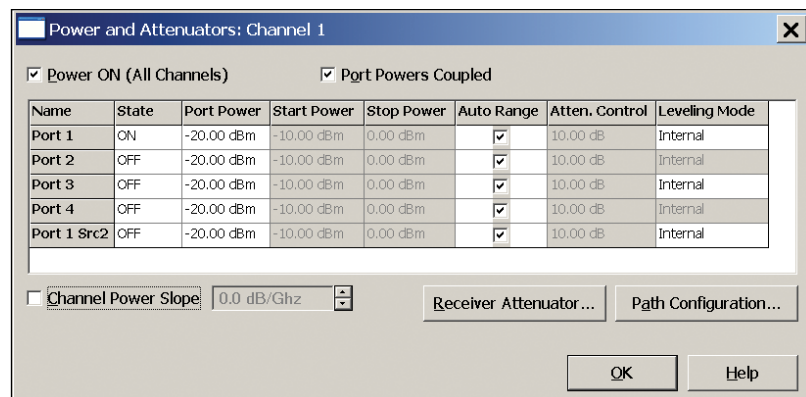 Power and Attenuators: Channel 1
Power ON (All Channels) Port Powers Coupled
Name State Port Power Start Power Stop Power Auto Range Atten. Control Leveling Mode
Port 1 ON -20.00 dBm -10.00 dBm 0.00 dBm 10.00 dB Internal
Port 2 OFF -20.00 dBm -10.00 dBm 0.00 dBm 10.00 dB Internal
Port 3 OFF -20.00 dBm -10.00 dBm 0.00 dBm 10.00 dB Internal
Port 4 OFF -20.00 dBm -10.00 dBm 0.00 dBm 10.00 dB Internal
Port 1 Src2 OFF -20.00 dBm -10.00 dBm 0.00 dBm 10.00 dB Internal
Channel Power Slope 0.0 dB/Ghz Receiver Attenuator... Path Configuration...
OK Help